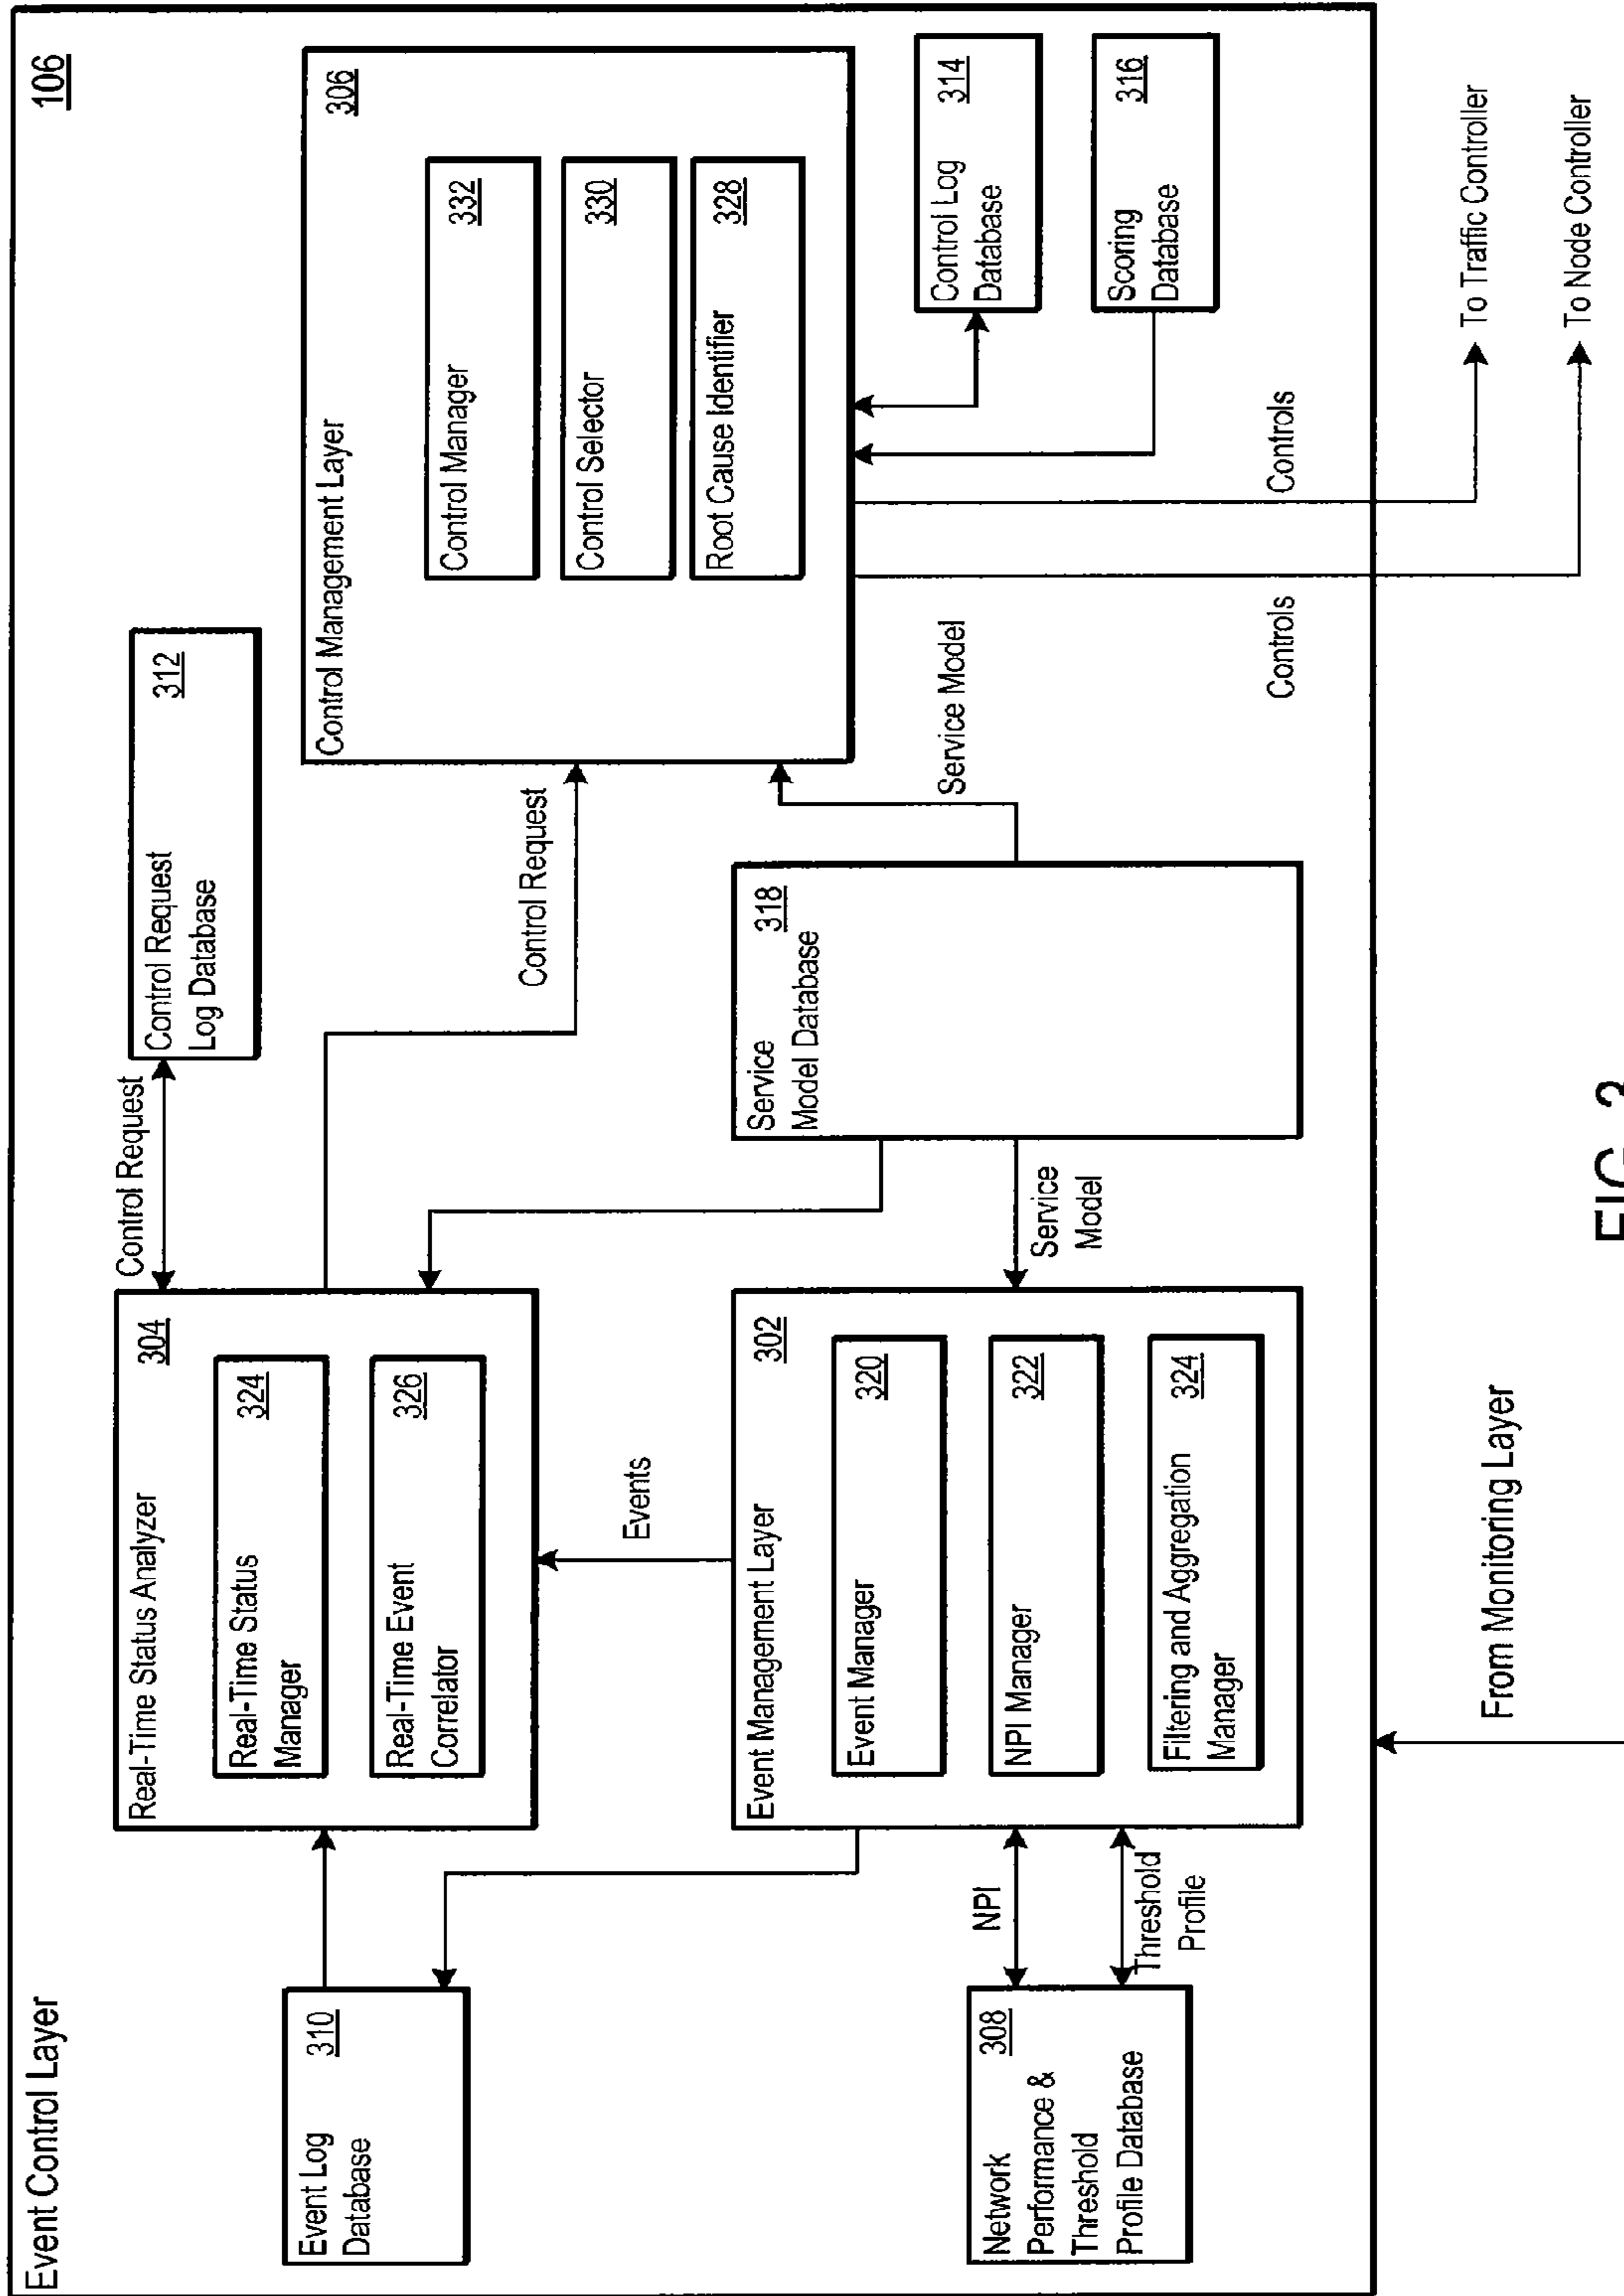 Event Control Layer
106
Event Log
Database
310
Real-Time Status Analyzer
304
Real-Time Status
Manager
324
Real-Time Event
Correlator
326
Control Request
Control Request
Log Database
312
Control Request
Control Management Layer
306
Control Manager
332
Control Selector
330
Root Cause Identifier
328
Control Log
Database
314
Scoring
Database
316
Events
Network
Performance &
Threshold
Profile Database
308
NPI
Threshold
Profile
Event Management Layer
302
Event Manager
320
NPI Manager
322
Filtering and Aggregation
Manager
324
Service
Model
Service
Model Database
318
Service Model
Controls
Controls
To Traffic Controller
To Node Controller
From Monitoring Layer